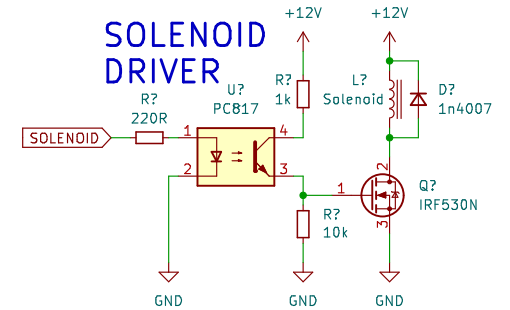 SOLENOID
DRIVER
+12V
+12V
R?
1k
L?
Solenoid
D?
1n4007
U?
PC817
R?
220R
SOLENOID
1
2
4
3
1
2
3
Q?
IRF530N
R?
10k
GND
GND
GND